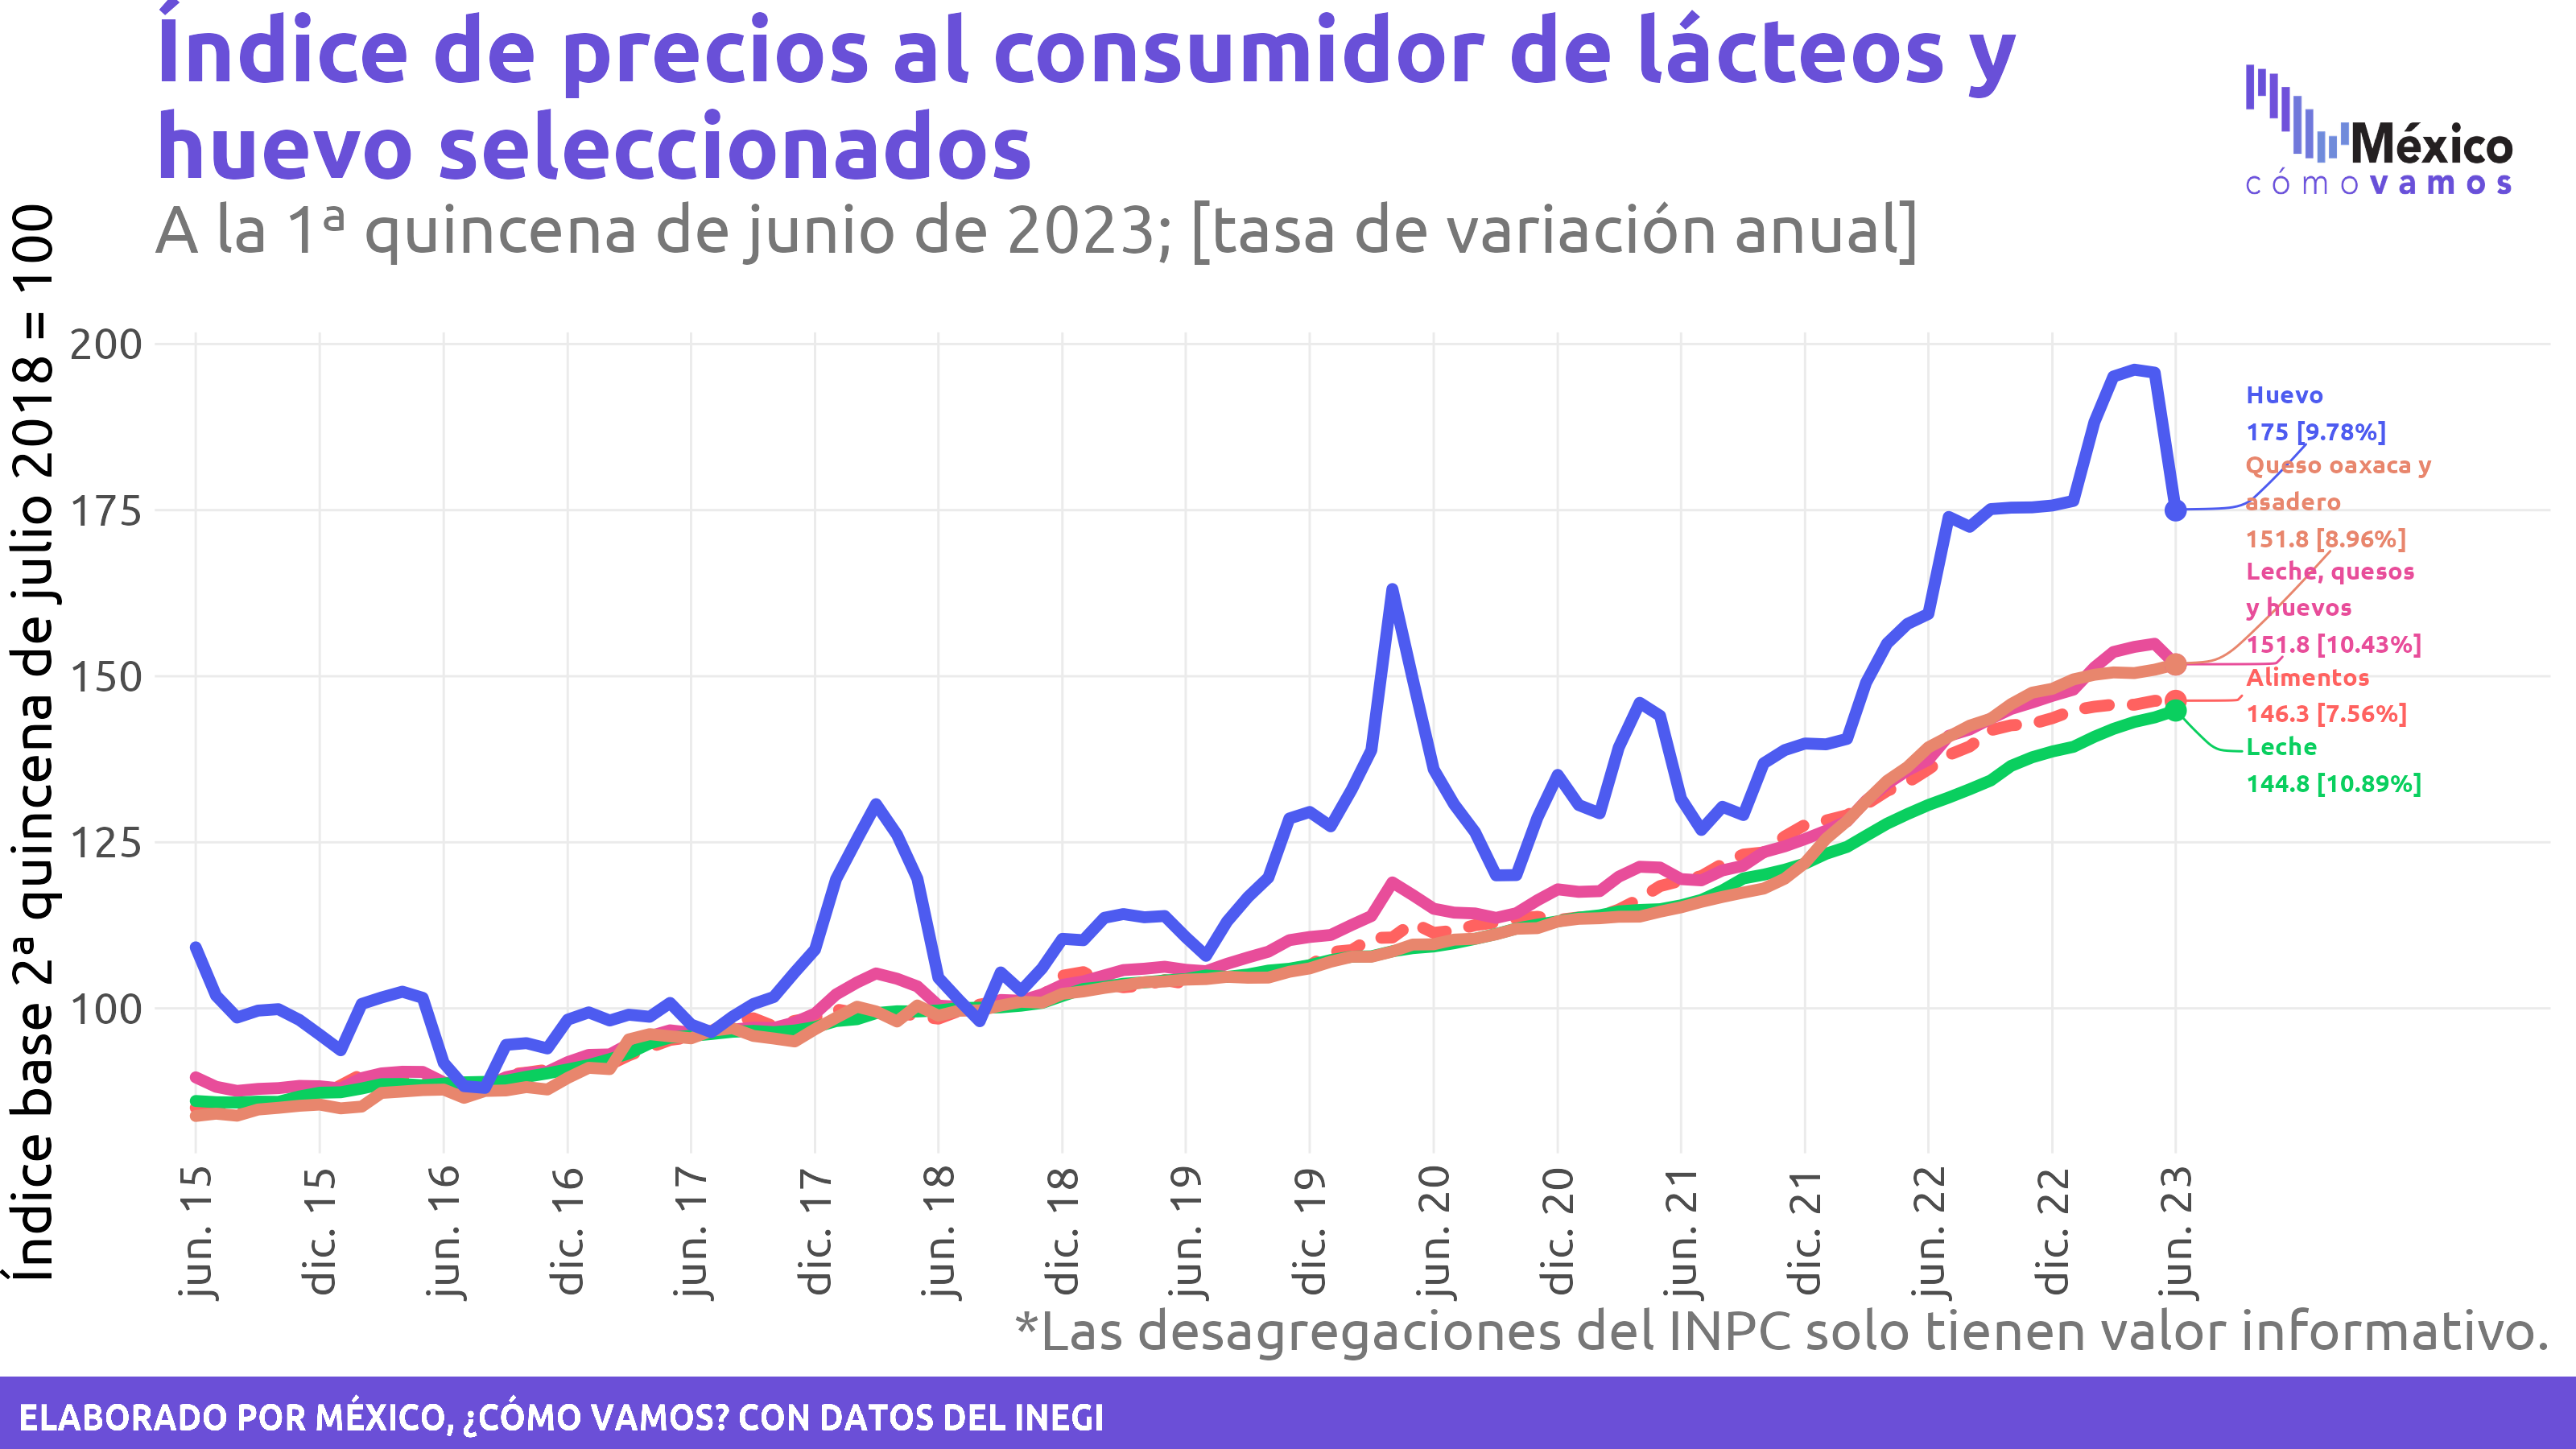 Índice de precios al consumidor de lácteos y
huevo seleccionados
A la 1ª quincena de junio de 2023; [tasa de variación anual]
México
cómo vamos
Índice base 2ª quincena de julio 2018 = 100
200
175
150
125
100
Huevo
175 [9.78%]
Queso oaxaca y
asadero
151.8 [8.96%]
Leche, quesos
y huevos
151.8 [10.43%]
Alimentos
146.3 [7.56%]
Leche
144.8 [10.89%]
jun. 15
dic. 15
jun. 16
dic. 16
jun. 17
dic. 17
jun. 18
dic. 18
jun. 19
dic. 19
jun. 20
dic. 20
jun. 21
dic. 21
jun. 22
dic. 22
jun. 23
*Las desagregaciones del INPC solo tienen valor informativo.
ELABORADO POR MÉXICO, ¿CÓMO VAMOS? CON DATOS DEL INEGI